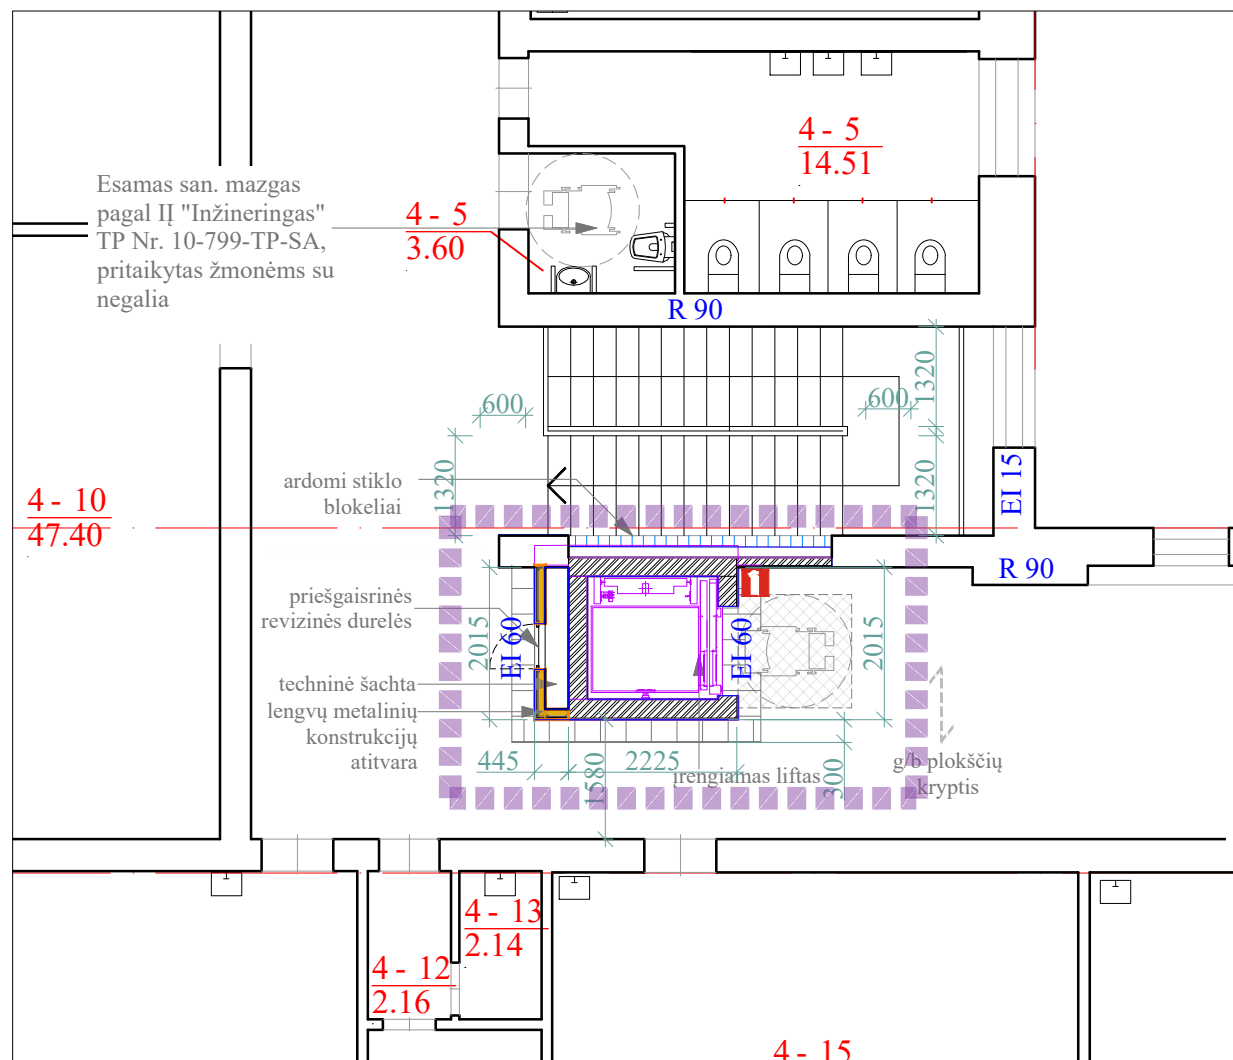 4 - 5
14.51
Esamas san. mazgas
pagal IĮ "Inžineringas"
TP Nr. 10-799-TP-SA,
pritaikytas žmonėms su
negalia
4 - 5
3.60
R 90
1320
600
600
1320
1320
EI 15
ardomi stiklo
blokeliai
4 - 10
47.40
R 90
priešgaisrinės
revizinės durelės
2015
EI 60
EI 60
2015
techninė šachta
lengvų metalinių
konstrukcijų
atitvara
445
2225
1580
įrengiamas liftas
300
g/b plokščių
kryptis
4 - 13
2.14
4 - 12
2.16
4 - 15